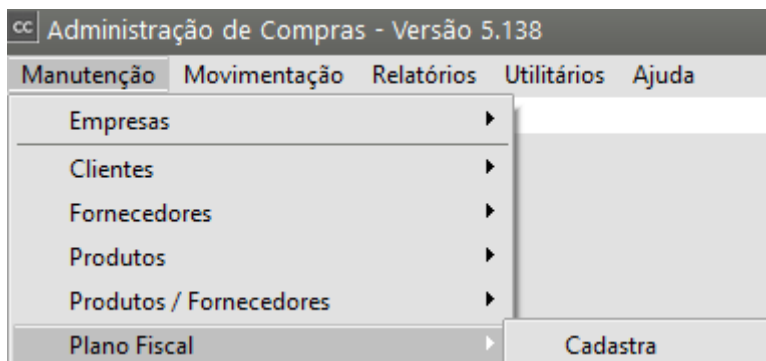 cc Administração de Compras - Versão 5.138
Manutenção Movimentação Relatórios Utilitários Ajuda
Empresas
Clientes
Fornecedores
Produtos
Produtos / Fornecedores
Plano Fiscal Cadastra